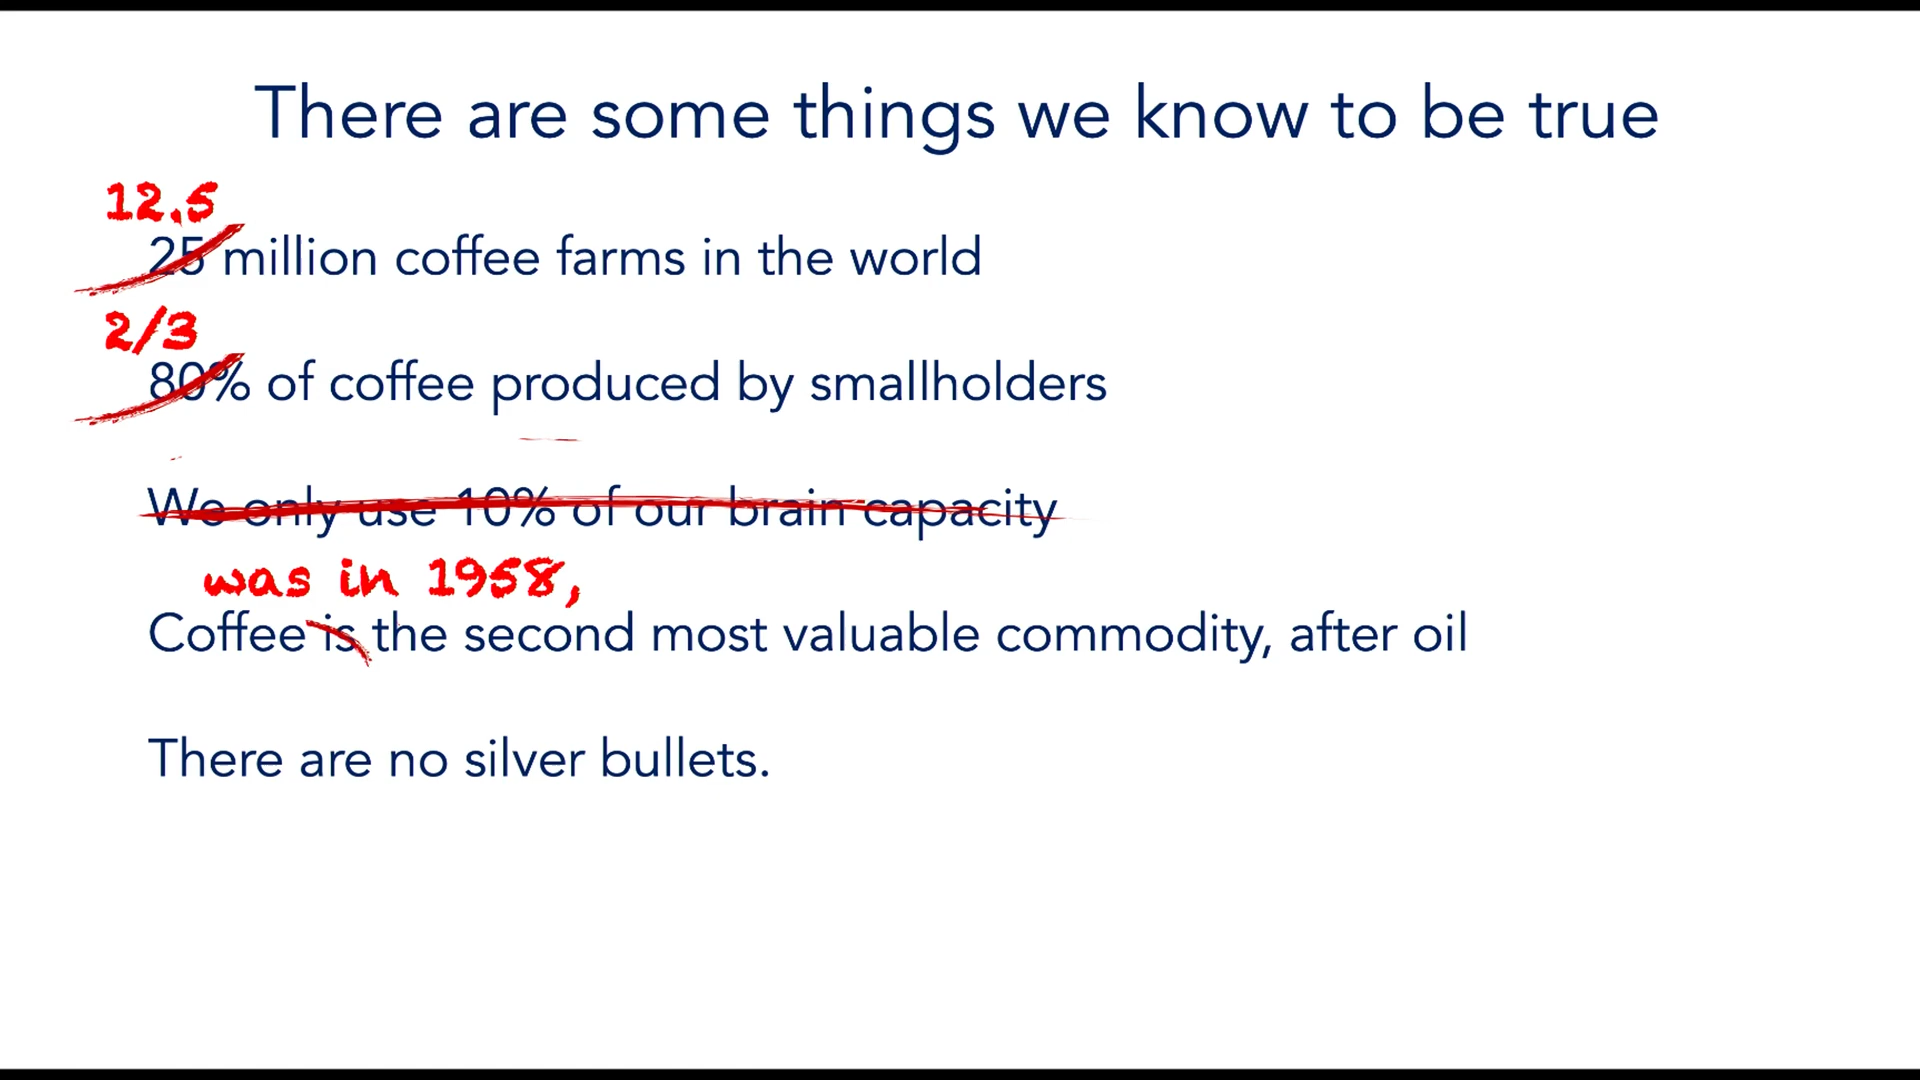 There are some things we know to be true
12.5
25 million coffee farms in the world
2/3
80% of coffee produced by smallholders
We only use 10% of our brain capacity
was in 1958,
Coffee is the second most valuable commodity, after oil
There are no silver bullets.